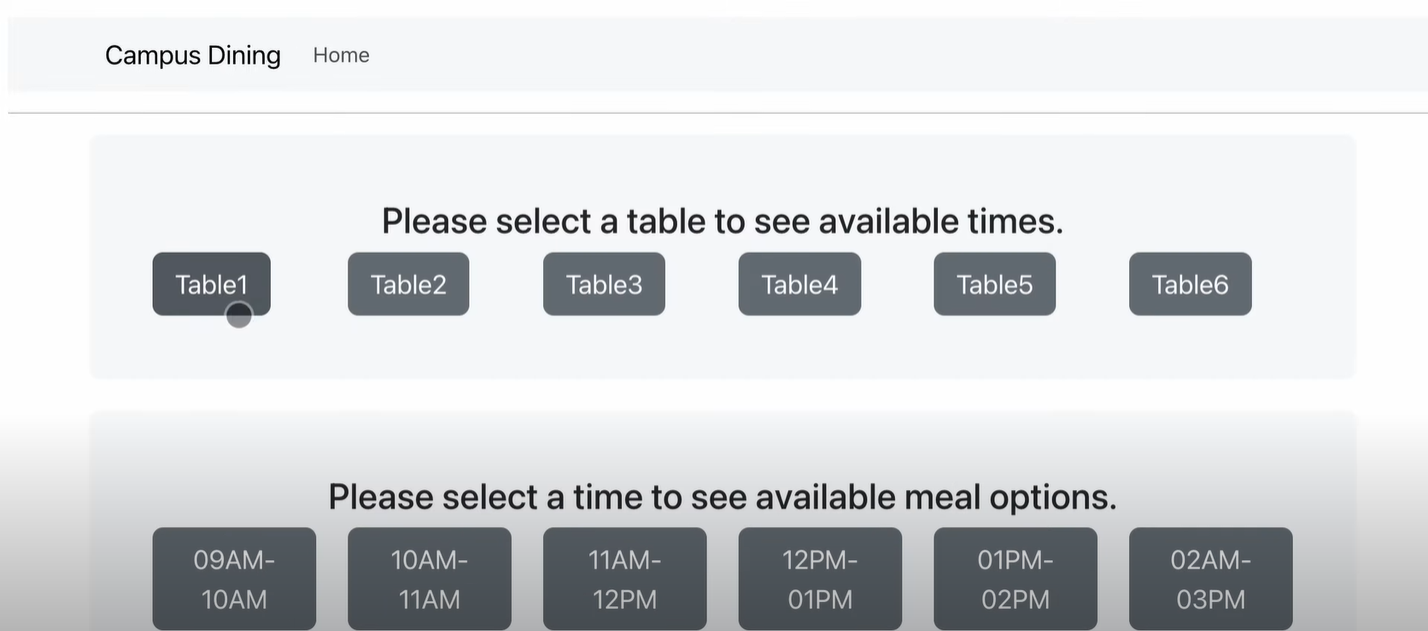 Campus Dining Home
Please select a table to see available times.
Table1 Table2 Table3 Table4 Table5 Table6
Please select a time to see available meal options.
09AM-10AM 10AM-11AM 11AM-12PM 12PM-01PM 01PM-02PM 02AM-03PM